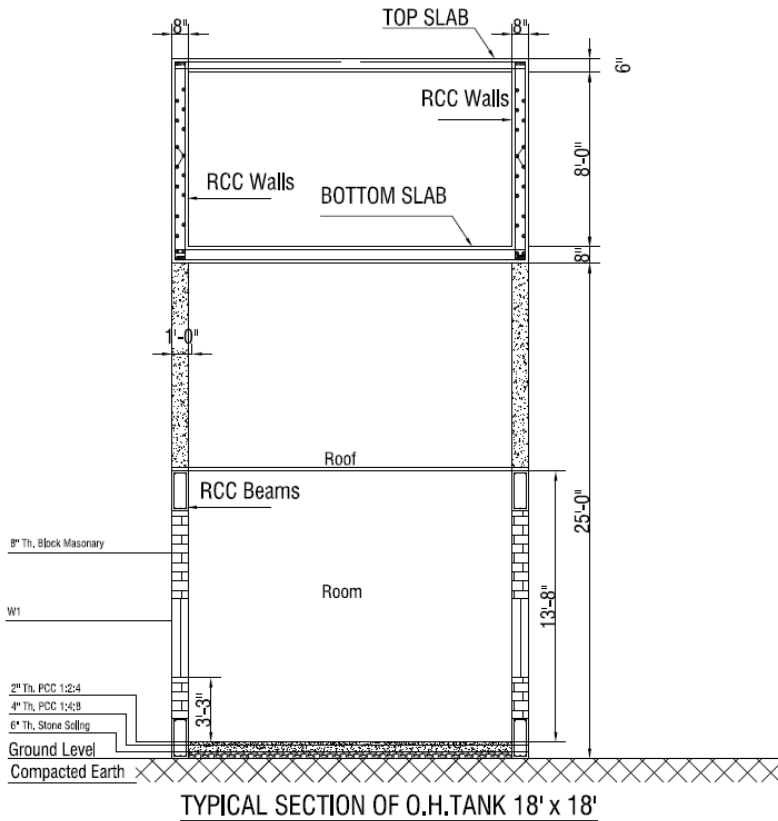 8"
TOP SLAB
8"
6"
RCC Walls
8'-0"
RCC Walls
BOTTOM SLAB
8"
1'-0"
Roof
RCC Beams
25'-0"
8" Th. Block Masonary
Room
13'-8"
W1
3'-3"
2" Th. PCC 1:2:4
4" Th. PCC 1:4:8
6" Th. Stone Soling
Ground Level
Compacted Earth
TYPICAL SECTION OF O.H.TANK 18' x 18'